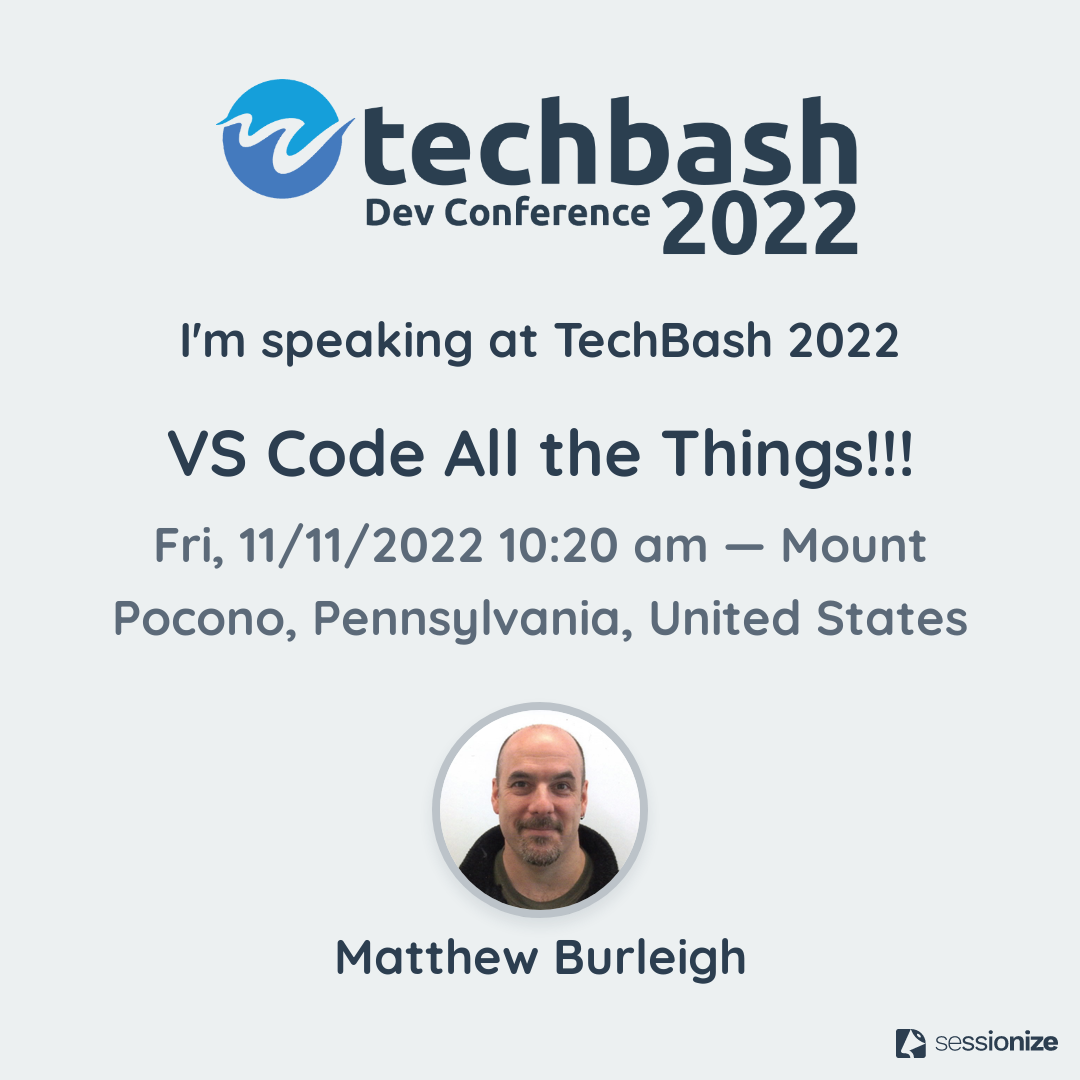 techbash
Dev Conference 2022
I'm speaking at TechBash 2022
VS Code All the Things!!!
Fri, 11/11/2022 10:20 am — Mount
Pocono, Pennsylvania, United States
Matthew Burleigh
sessionize